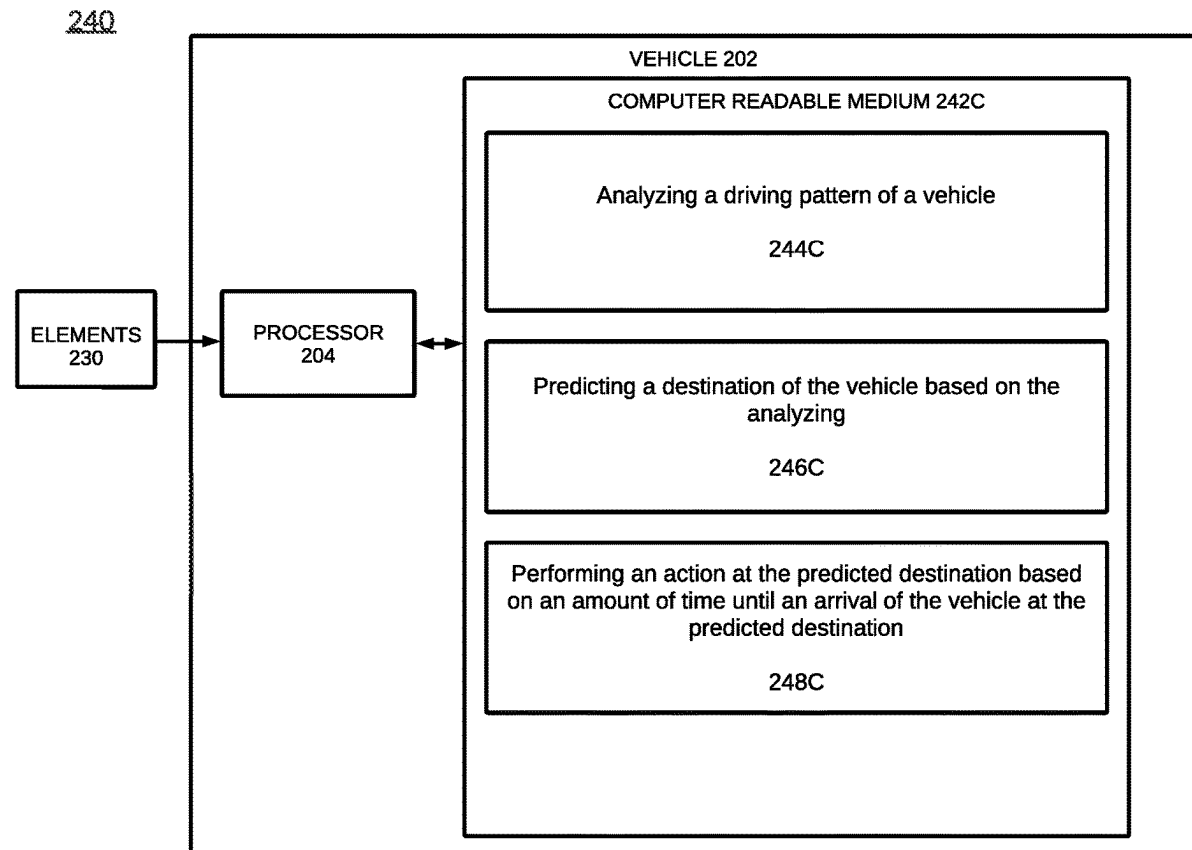 240
VEHICLE 202
COMPUTER READABLE MEDIUM 242C
Analyzing a driving pattern of a vehicle
244C
ELEMENTS
230
PROCESSOR
204
Predicting a destination of the vehicle based on the
analyzing
246C
Performing an action at the predicted destination based
on an amount of time until an arrival of the vehicle at the
predicted destination
248C